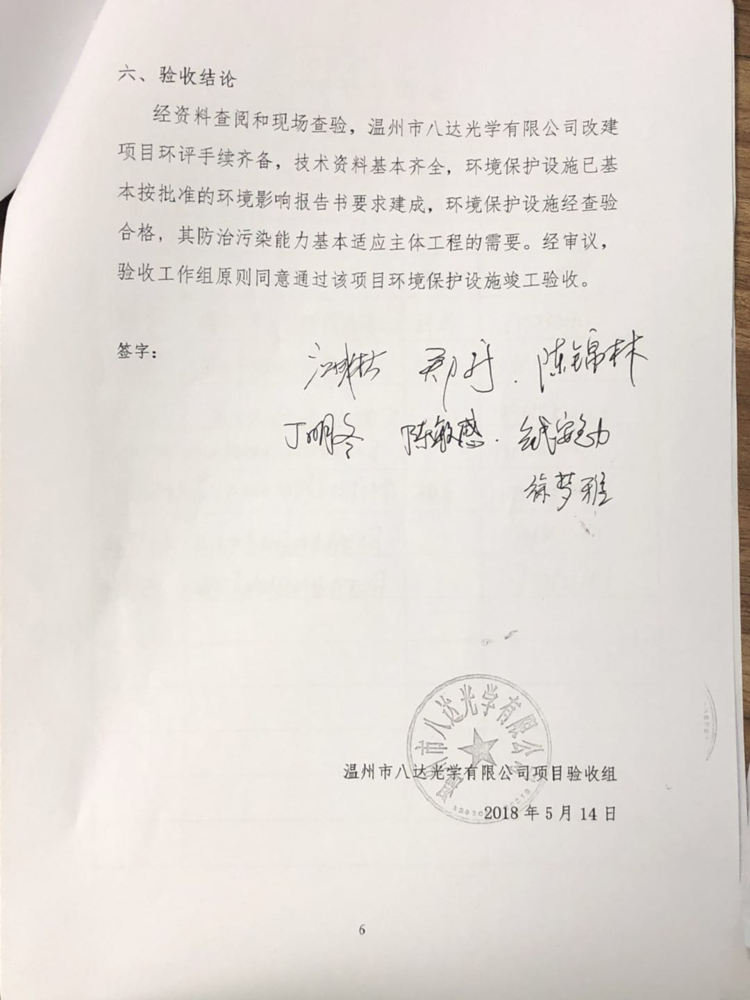 六、验收结论
经资料查阅和现场查验，温州市八达光学有限公司改建
项目环评手续齐备，技术资料基本齐全，环境保护设施已基
本按批准的环境影响报告书要求建成，环境保护设施经查验
合格，其防治污染能力基本适应主体工程的需要。经审议，
验收工作组原则同意通过该项目环境保护设施竣工验收。
签字：
陈锦林
丁明冬 陈敏感
徐梦雅
温州市八达光学有限公司
温州市八达光学有限公司项目验收组
2018年5月14日
6